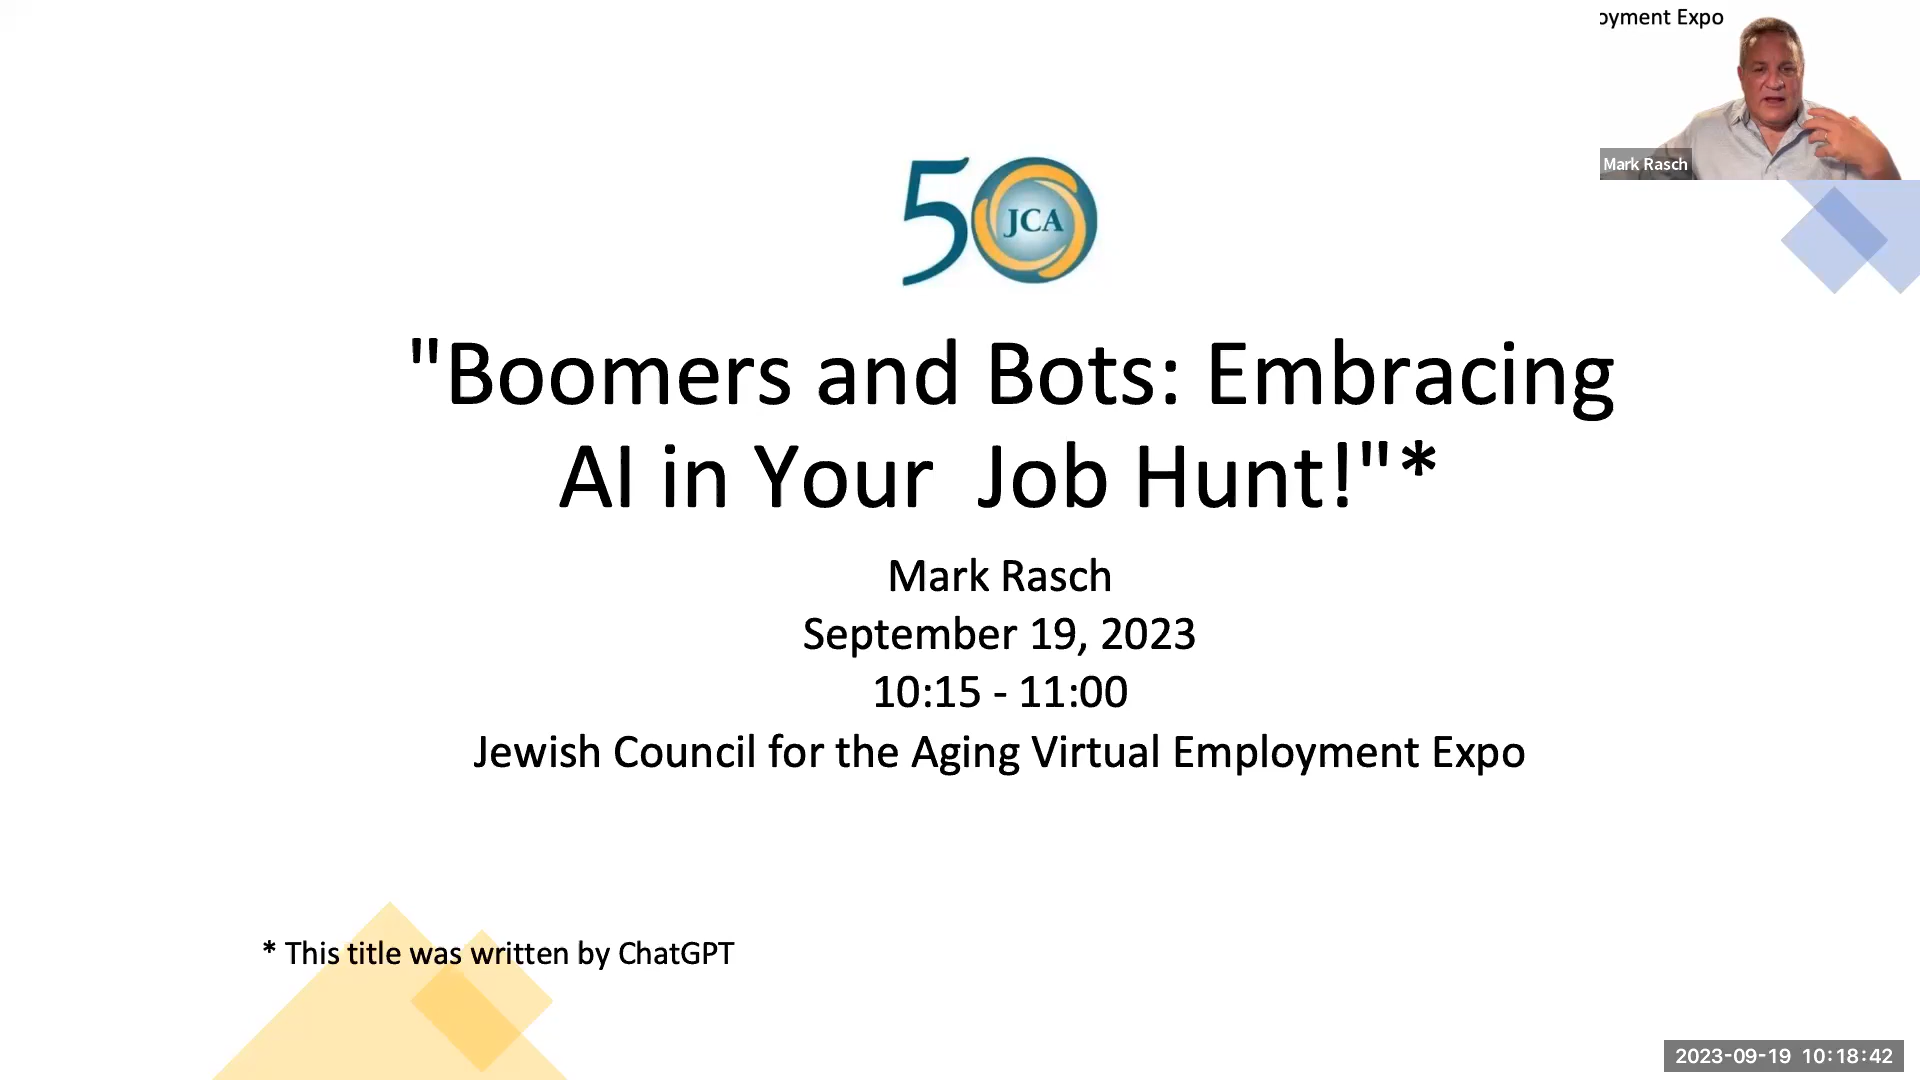 oyment Expo
Mark Rasch
50 JCA
"Boomers and Bots: Embracing
AI in Your Job Hunt!"*
Mark Rasch
September 19, 2023
10:15 - 11:00
Jewish Council for the Aging Virtual Employment Expo
* This title was written by ChatGPT
2023-09-19 10:18:42